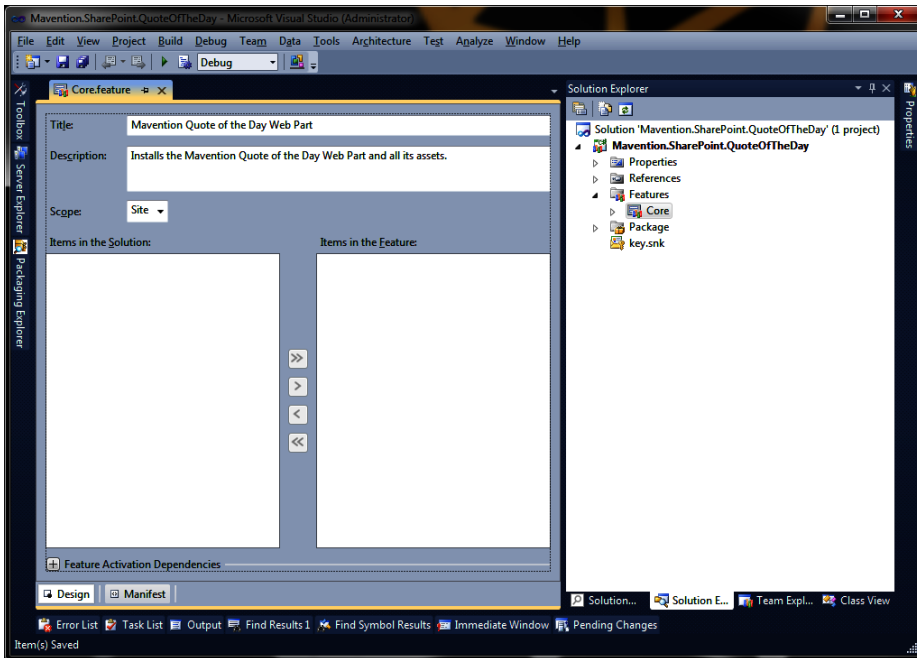 Mavention.SharePoint.QuoteOfTheDay - Microsoft Visual Studio (Administrator)
File Edit View Project Build Debug Team Data Tools Architecture Test Analyze Window Help
Debug
Core.feature
Title: Mavention Quote of the Day Web Part
Description: Installs the Mavention Quote of the Day Web Part and all its assets.
Scope: Site
Items in the Solution: Items in the Feature:
Feature Activation Dependencies
Design Manifest
Toolbox
Server Explorer
Packaging Explorer
Solution Explorer
Solution 'Mavention.SharePoint.QuoteOfTheDay' (1 project)
Mavention.SharePoint.QuoteOfTheDay
Properties
References
Features
Core
Package
key.snk
Solution... Solution E... Team Expl... Class View
Properties
Error List Task List Output Find Results 1 Find Symbol Results Immediate Window Pending Changes
Item(s) Saved